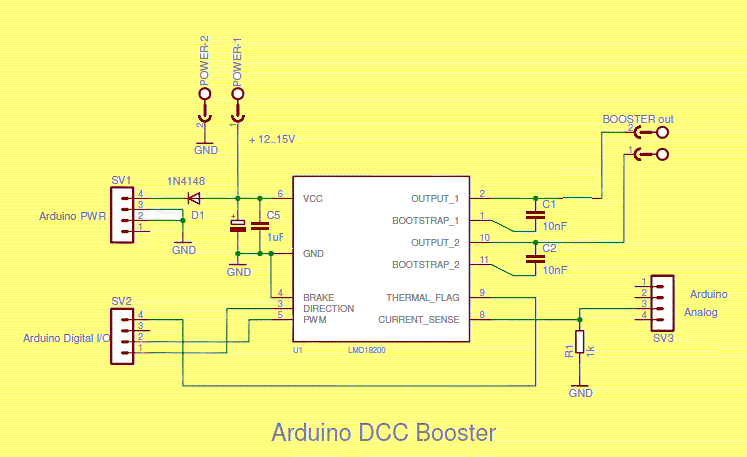 POWER-2
POWER-1
2
1
GND
+ 12..15V
BOOSTER out
2
1
SV1
1N4148
4
3
2
1
Arduino PWR
D1
GND
+
C5
1uF
GND
6 VCC OUTPUT_1 2
BOOTSTRAP_1 1
OUTPUT_2 10
GND
BOOTSTRAP_2 11
4 BRAKE THERMAL_FLAG 9
3 DIRECTION
5 PWM CURRENT_SENSE 8
U1 LMD18200
C1
10nF
C2
10nF
SV2
4
3
2
1
Arduino Digital I/O
1
2
3
4
Arduino
Analog
SV3
R1
1k
GND
Arduino DCC Booster